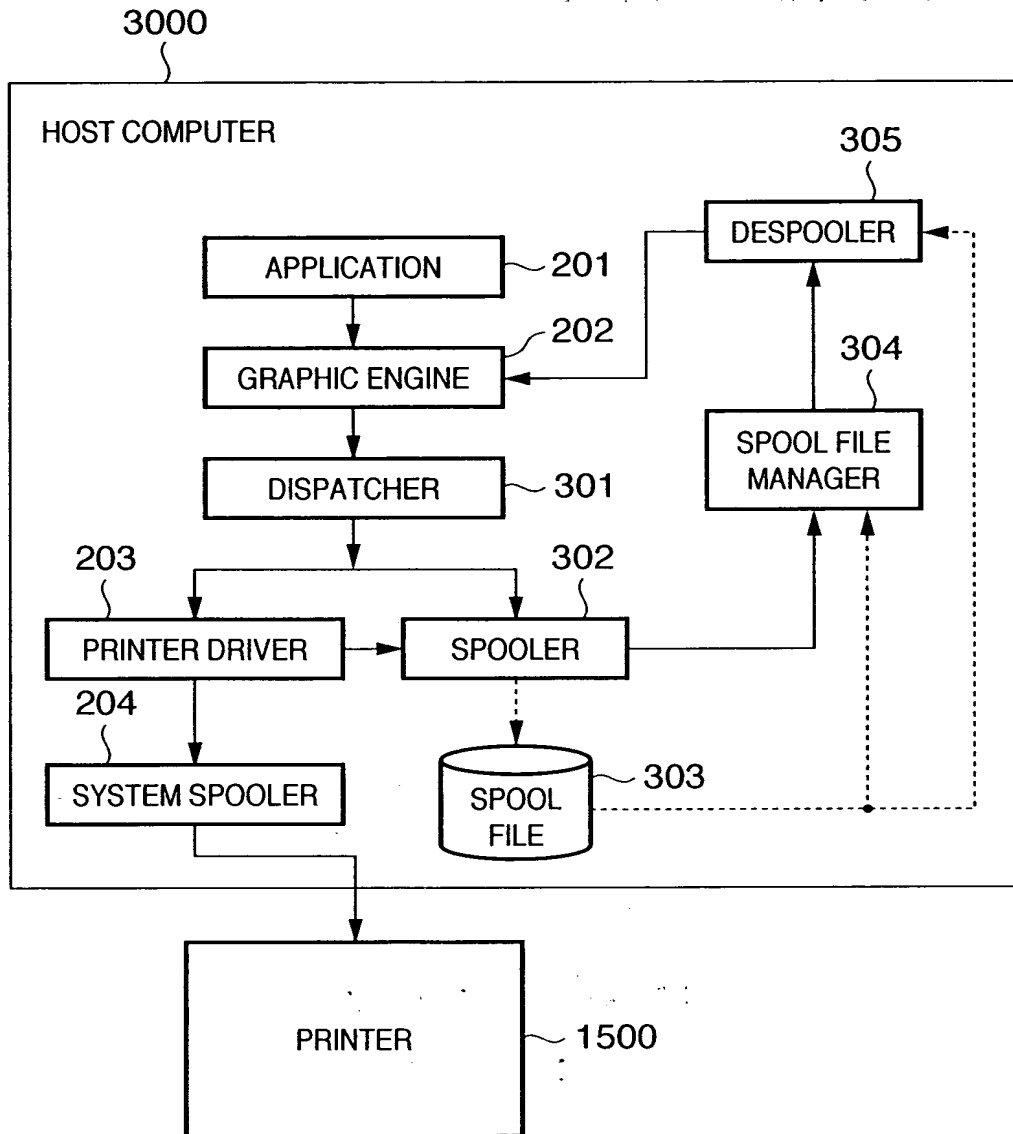 3000
HOST COMPUTER
305
DESPOOLER
APPLICATION
201
202
GRAPHIC ENGINE
304
SPOOL FILE
MANAGER
DISPATCHER
301
203
302
PRINTER DRIVER
SPOOLER
204
SYSTEM SPOOLER
303
SPOOL
FILE
PRINTER
1500